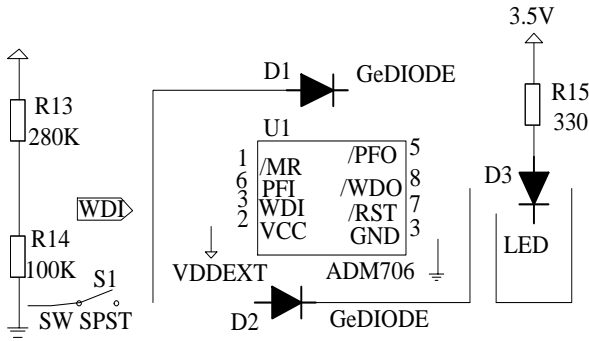 3.5V
D1
GeDIODE
R13
280K
R15
330
U1
1
/MR
/PFO
5
6
PFI
/WDO
8
3
WDI
/RST
7
2
VCC
GND
3
D3
WDI
R14
100K
LED
VDDEXT
ADM706
S1
SW SPST
D2
GeDIODE